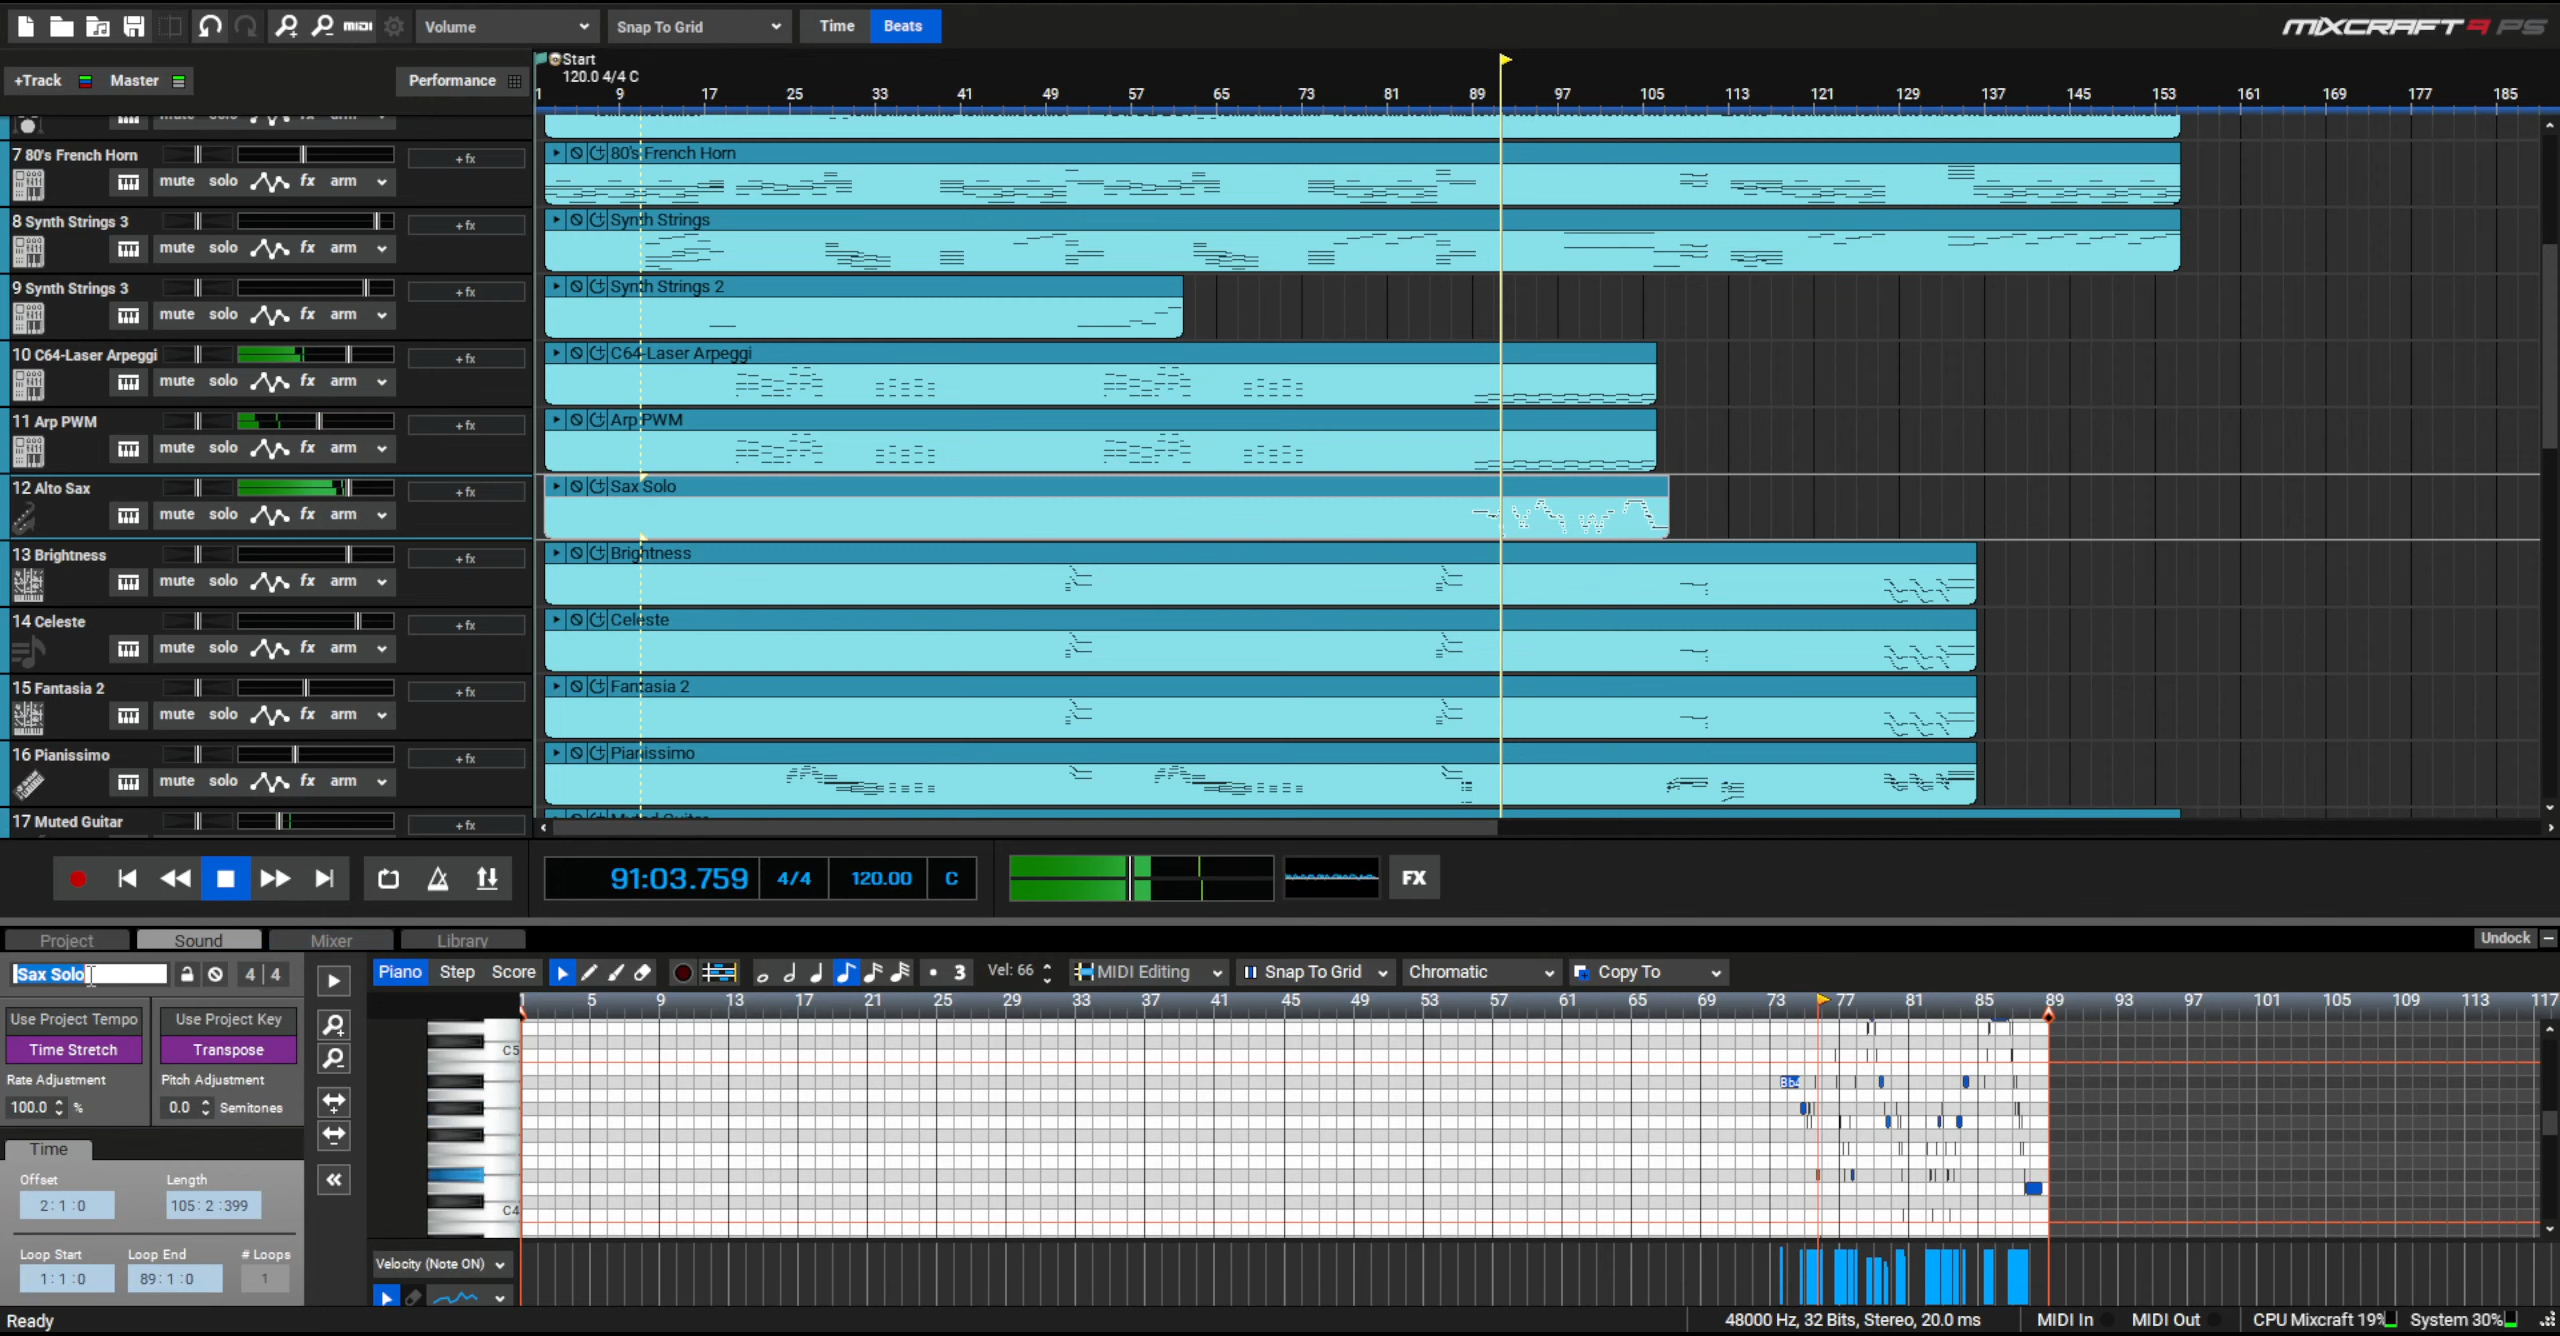 Volume Snap To Grid Time Beats MIXCRAFT 9 PS
Start
120.0 4/4 C
+Track Master Performance
1 9 17 25 33 41 49 57 65 73 81 89 97 105 113 121 129 137 145 153 161 169 177 185
mute solo fx arm
7 80's French Horn +fx 80's French Horn
mute solo fx arm
8 Synth Strings 3 +fx Synth Strings
mute solo fx arm
9 Synth Strings 3 +fx Synth Strings 2
mute solo fx arm
10 C64-Laser Arpeggi +fx C64-Laser Arpeggi
mute solo fx arm
11 Arp PWM +fx Arp PWM
mute solo fx arm
12 Alto Sax +fx Sax Solo
mute solo fx arm
13 Brightness +fx Brightness
mute solo fx arm
14 Celeste +fx Celeste
mute solo fx arm
15 Fantasia 2 +fx Fantasia 2
mute solo fx arm
16 Pianissimo +fx Pianissimo
mute solo fx arm
17 Muted Guitar +fx Muted Guitar
91:03.759 4/4 120.00 C FX
Project Sound Mixer Library Undock
Sax Solo 4|4 Piano Step Score 3 Vel: 66 MIDI Editing Snap To Grid Chromatic Copy To
1 5 9 13 17 21 25 29 33 37 41 45 49 53 57 61 65 69 73 77 81 85 89 93 97 101 105 109 113 117
Use Project Tempo Use Project Key
Time Stretch Transpose C5
Rate Adjustment Pitch Adjustment Bb4
100.0 % 0.0 Semitones
Time
Offset Length
2:1:0 105:2:399 C4
Loop Start Loop End # Loops Velocity (Note ON)
1:1:0 89:1:0 1
Ready 48000 Hz, 32 Bits, Stereo, 20.0 ms MIDI In MIDI Out CPU Mixcraft 19% System 30%